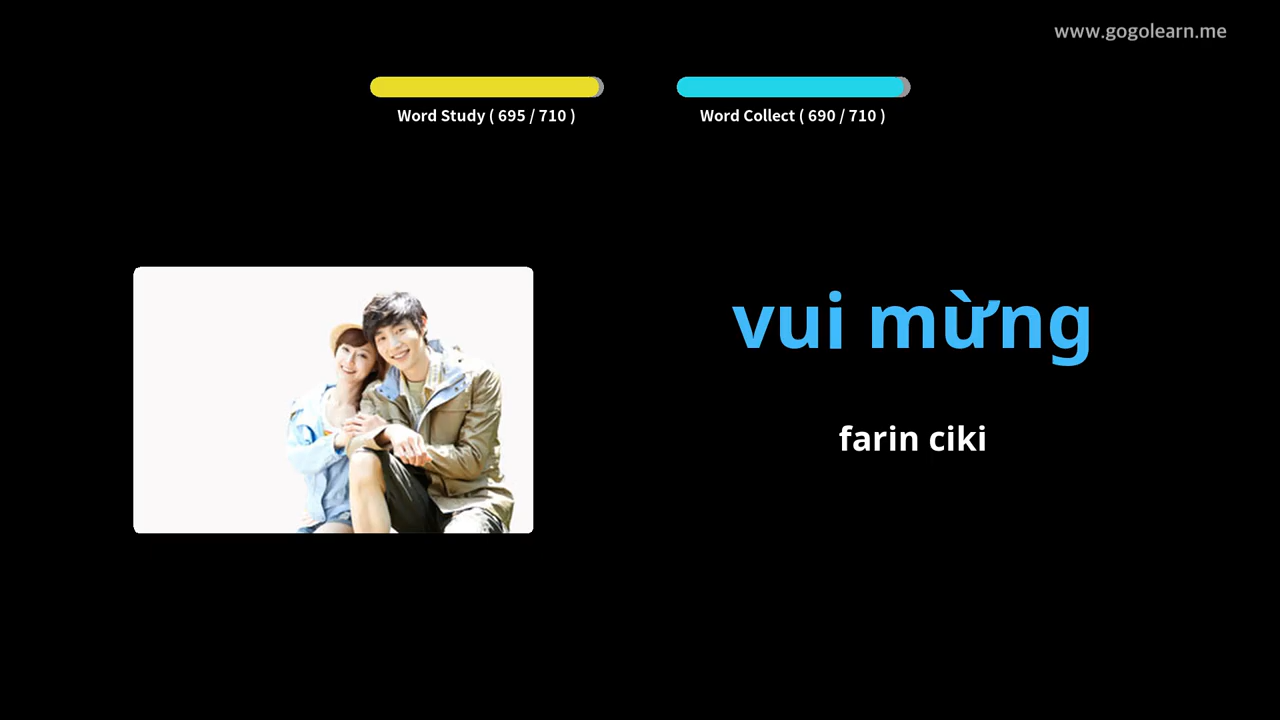 www.gogolearn.me
Word Study ( 695 / 710 )
Word Collect ( 690 / 710 )
vui mừng
farin ciki